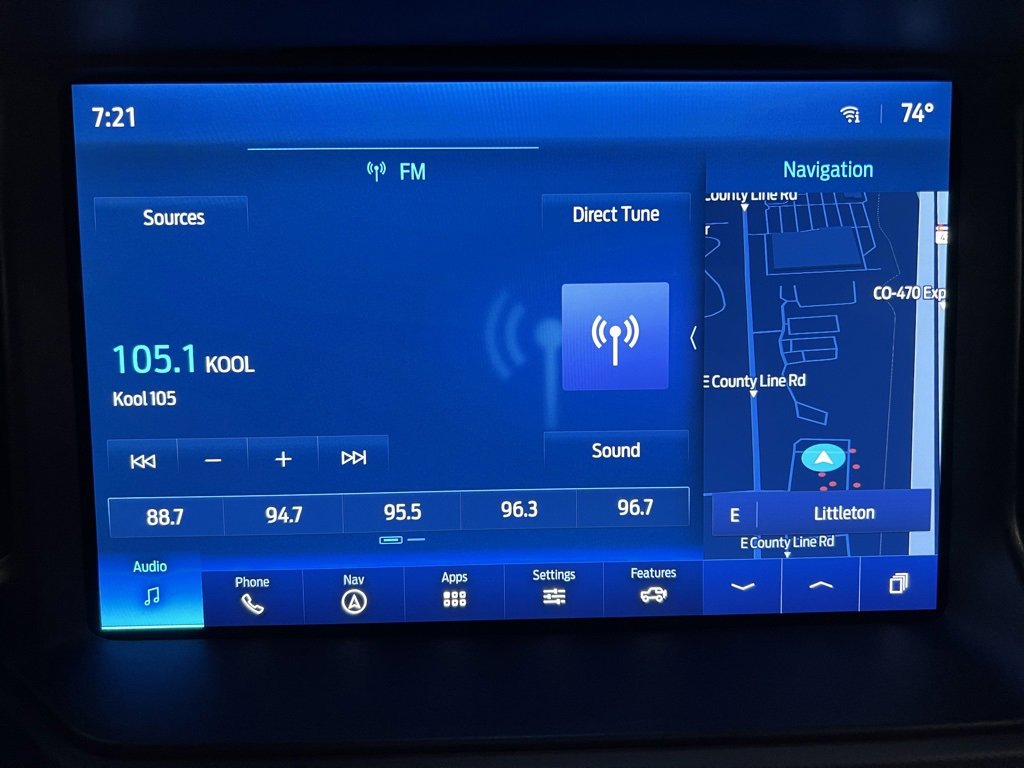 7:21
74°
FM
Navigation
Sources
Direct Tune
County Line Rd
r
CO-470 Exp
105.1 KOOL
Kool 105
E County Line Rd
Sound
88.7
94.7
95.5
96.3
96.7
E
Littleton
E County Line Rd
Audio
Phone
Nav
Apps
Settings
Features